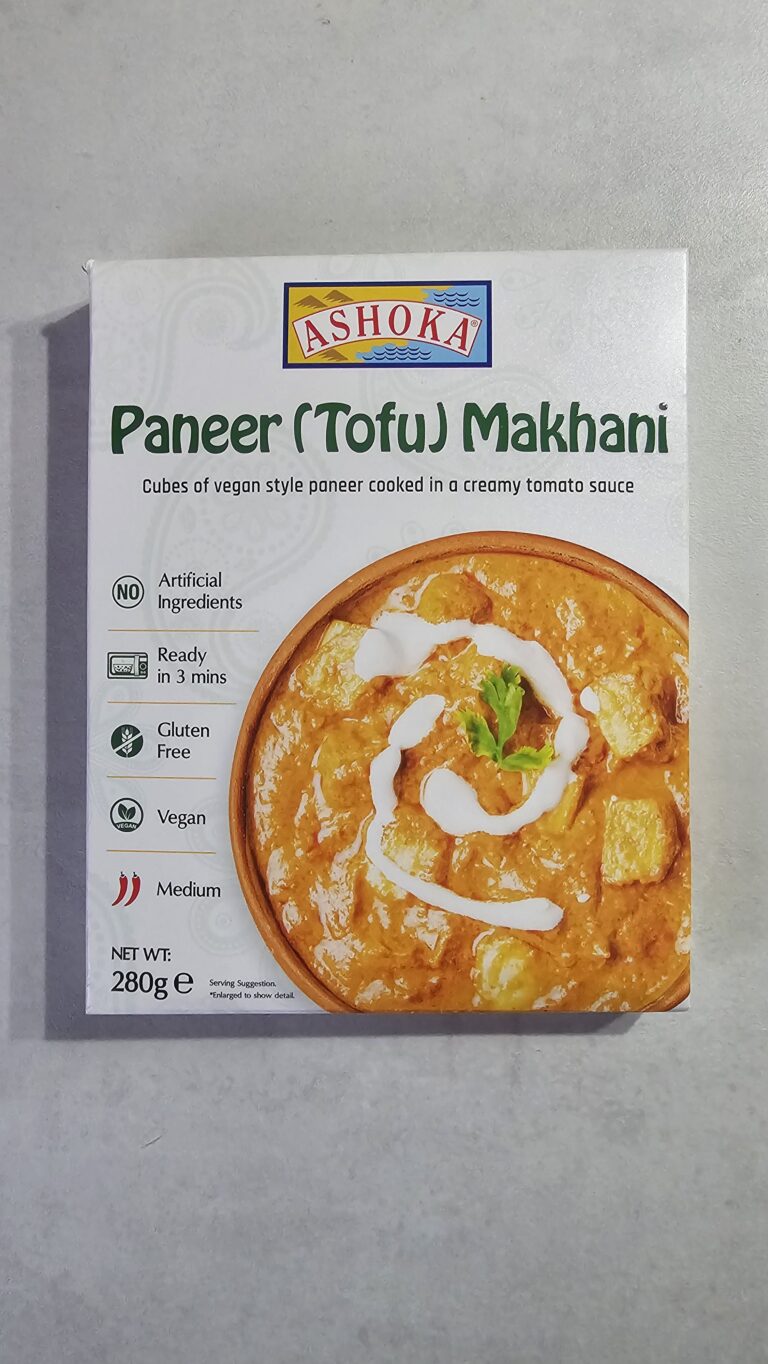 ASHOKA®
Paneer (Tofu) Makhani
Cubes of vegan style paneer cooked in a creamy tomato sauce
NO
Artificial
Ingredients
Ready
in 3 mins
Gluten
Free
VEGAN
Vegan
Medium
NET WT:
280g ℮
Serving Suggestion.
*Enlarged to show detail.